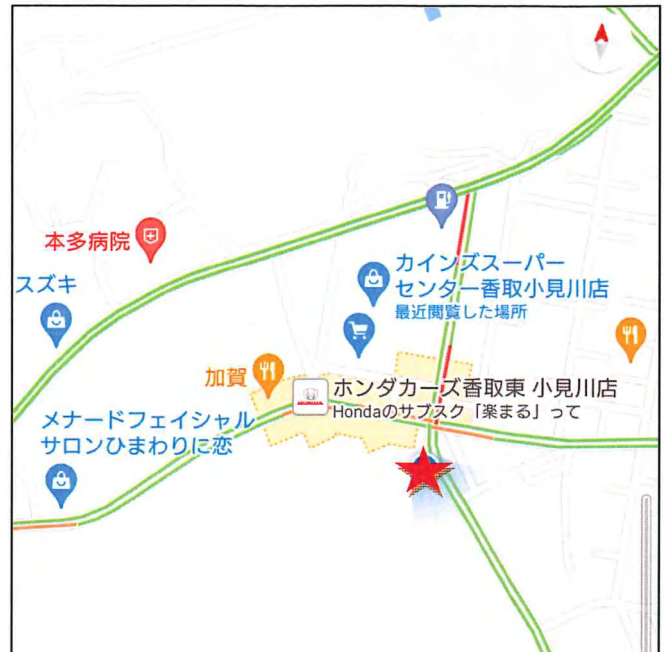 本多病院
スズキ
カインズスーパー
センター香取小見川店
最近閲覧した場所
加賀
ホンダカーズ香取東 小見川店
Hondaのサブスク「楽まる」って
メナードフェイシャル
サロンひまわりに恋